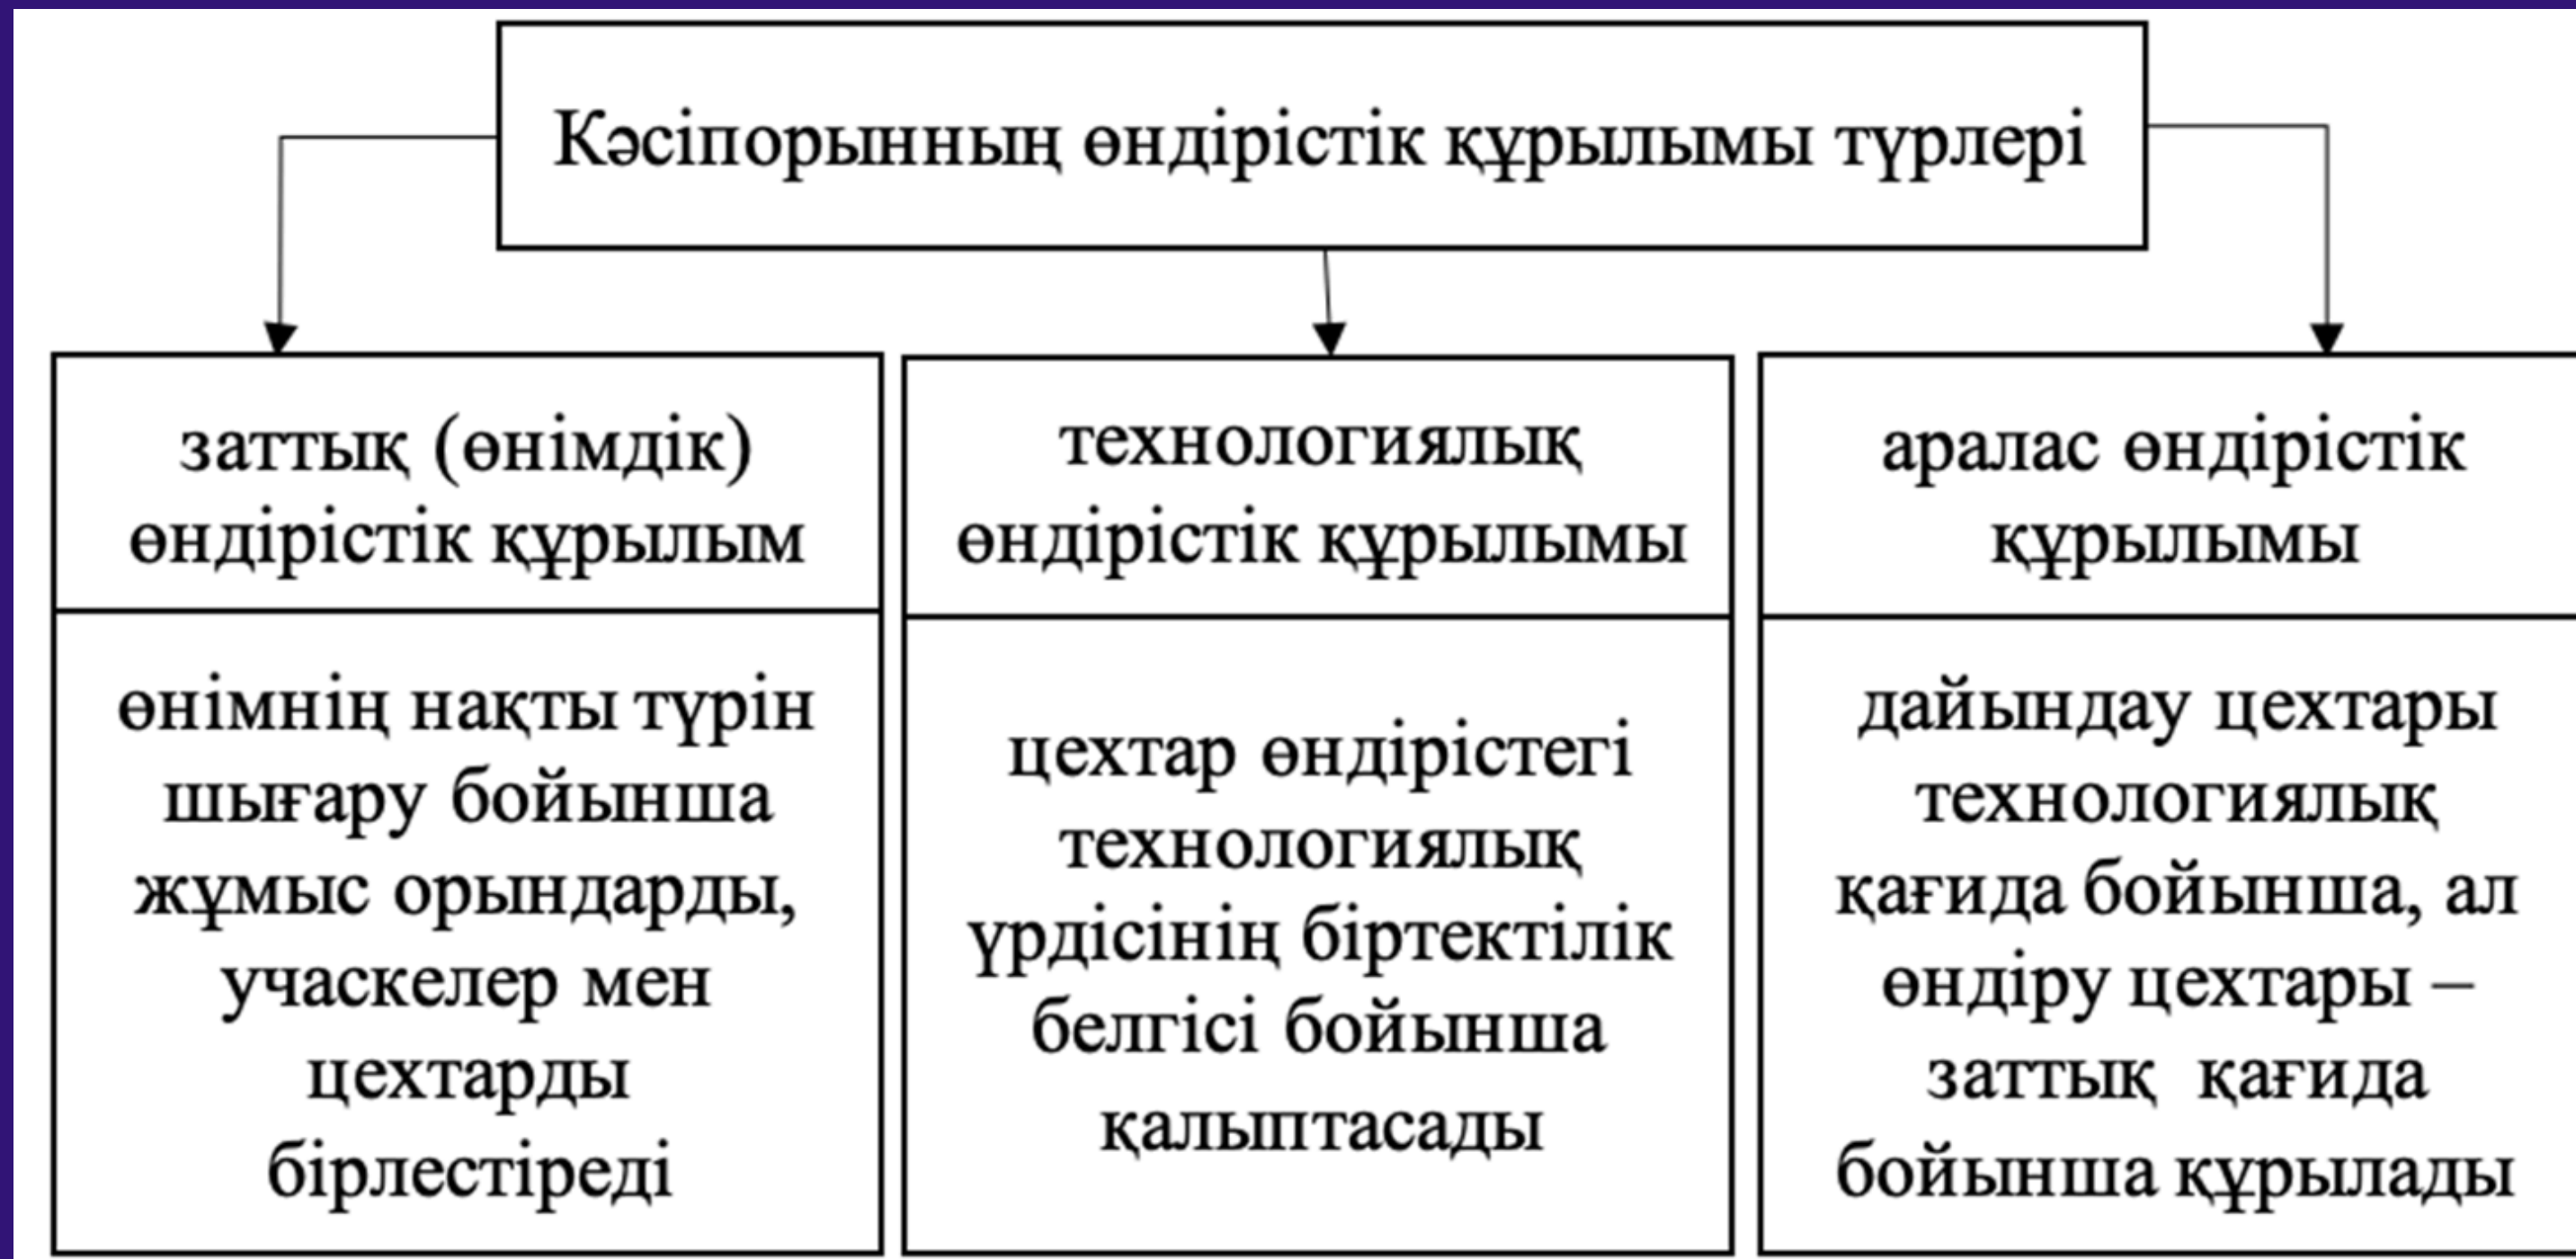 Кәсіпорынның өндірістік құрылымы түрлері
заттық (өнімдік)
өндірістік құрылым
өнімнің нақты түрін
шығару бойынша
жұмыс орындарды,
учаскелер мен
цехтарды
бірлестіреді
технологиялық
өндірістік құрылымы
цехтар өндірістегі
технологиялық
үрдісінің біртектілік
белгісі бойынша
қалыптасады
аралас өндірістік
құрылымы
дайындау цехтары
технологиялық
қағида бойынша, ал
өндіру цехтары –
заттық қағида
бойынша құрылады